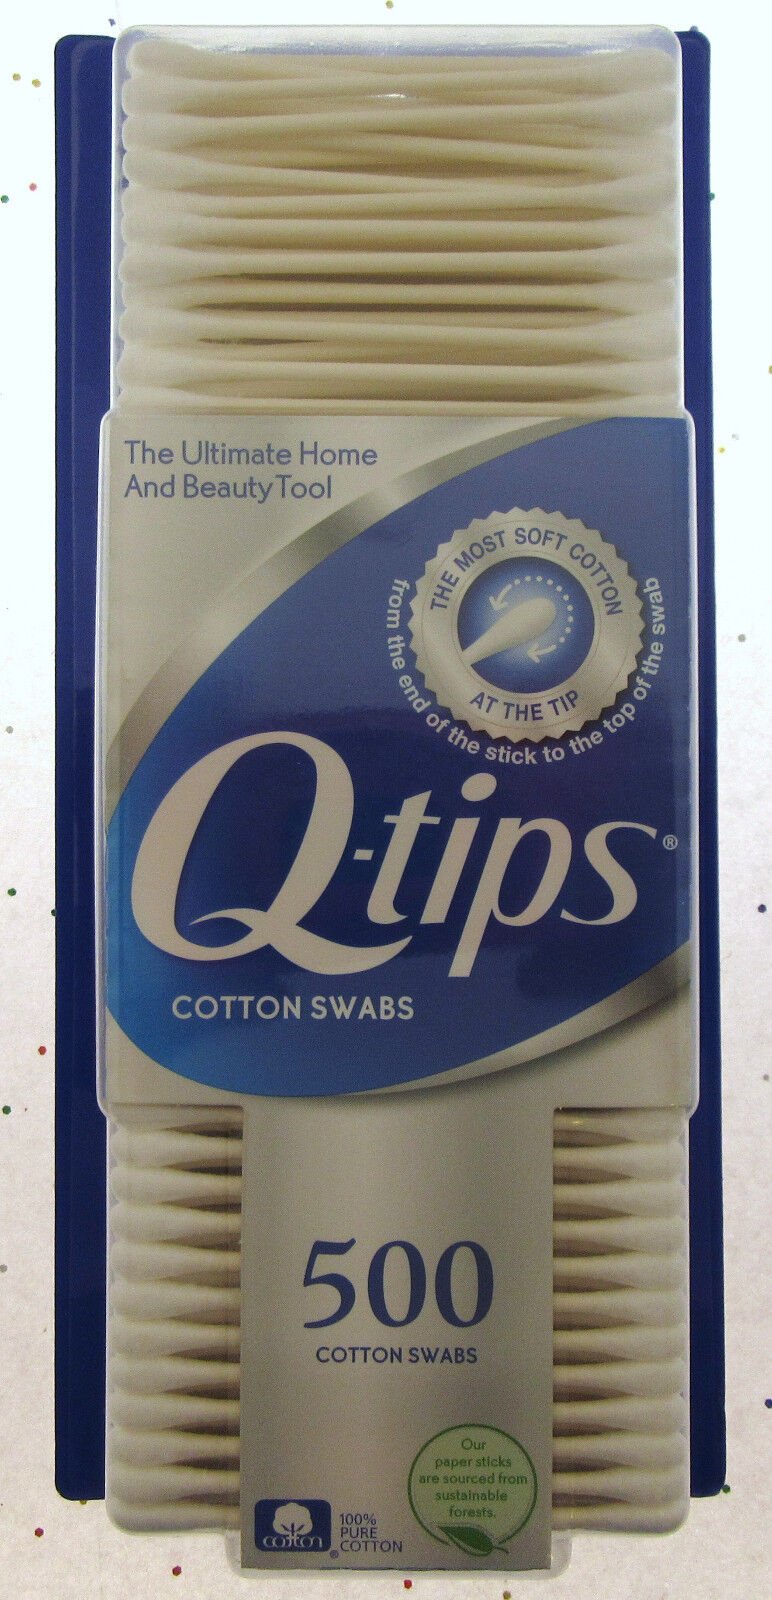 The Ultimate Home
And Beauty Tool
THE MOST SOFT COTTON
AT THE TIP
from the end of the stick to the top of the swab
Q-tips®
COTTON SWABS
500
COTTON SWABS
Our
paper sticks
are sourced from
sustainable
forests.
cotton®
100%
PURE
COTTON